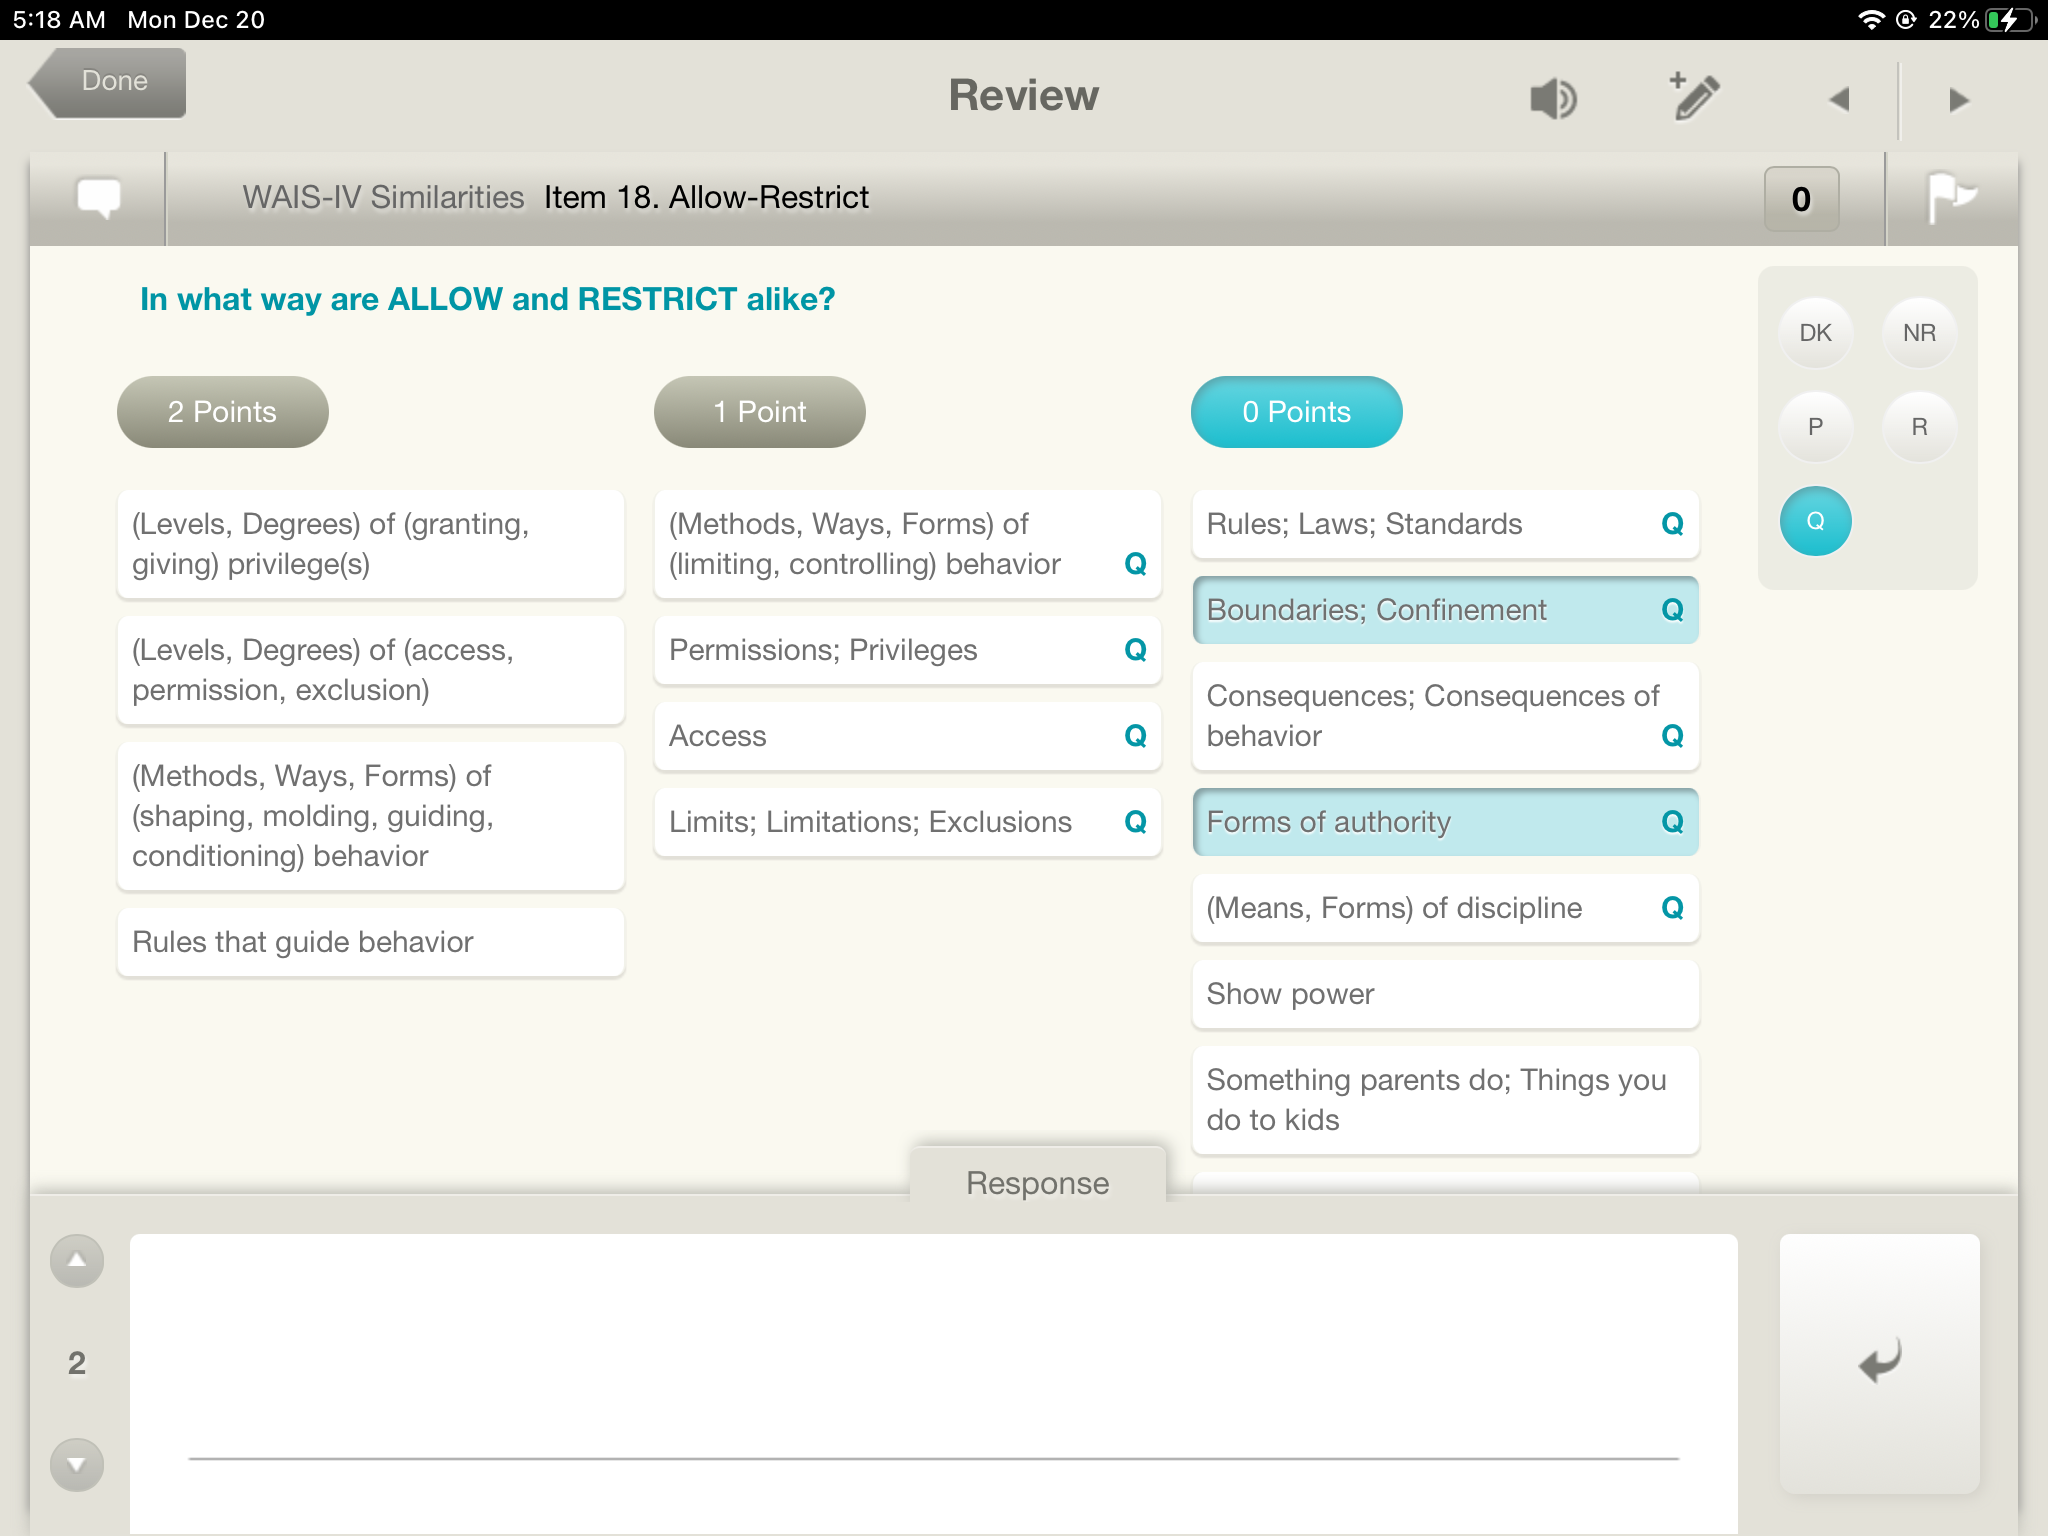 5:18 AM Mon Dec 20
22%
Done
Review
WAIS-IV Similarities Item 18. Allow-Restrict
0
In what way are ALLOW and RESTRICT alike?
DK
NR
P
R
Q
2 Points
(Levels, Degrees) of (granting,
giving) privilege(s)
(Levels, Degrees) of (access,
permission, exclusion)
(Methods, Ways, Forms) of
(shaping, molding, guiding,
conditioning) behavior
Rules that guide behavior
1 Point
(Methods, Ways, Forms) of
(limiting, controlling) behavior Q
Permissions; Privileges Q
Access Q
Limits; Limitations; Exclusions Q
0 Points
Rules; Laws; Standards Q
Boundaries; Confinement Q
Consequences; Consequences of
behavior Q
Forms of authority Q
(Means, Forms) of discipline Q
Show power
Something parents do; Things you
do to kids
Response
2